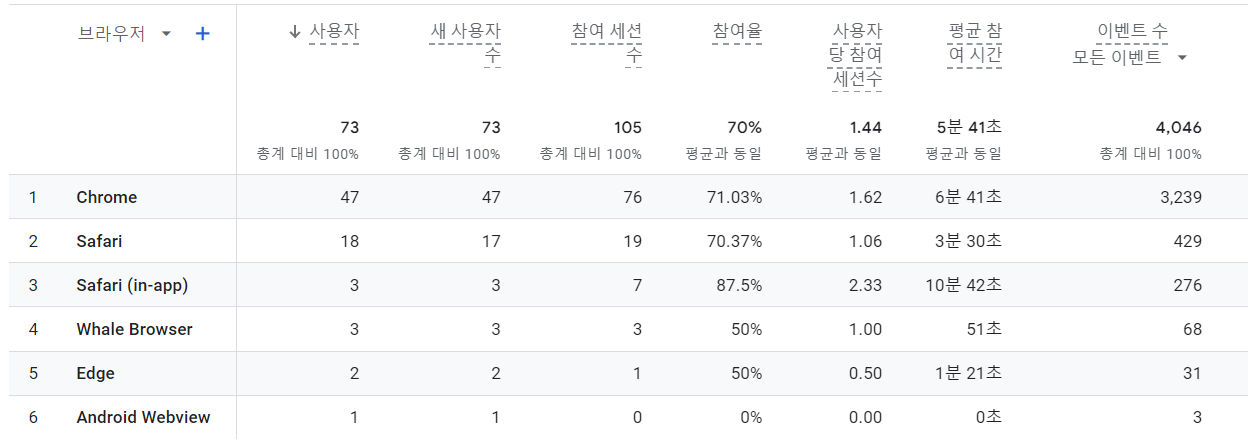 브라우저 + ↓ 사용자 새 사용자 수 참여 세션 수 참여율 사용자당 참여 세션수 평균 참여 시간 이벤트 수 모든 이벤트
73 73 105 70% 1.44 5분 41초 4,046
총계 대비 100% 총계 대비 100% 총계 대비 100% 평균과 동일 평균과 동일 평균과 동일 총계 대비 100%
1 Chrome 47 47 76 71.03% 1.62 6분 41초 3,239
2 Safari 18 17 19 70.37% 1.06 3분 30초 429
3 Safari (in-app) 3 3 7 87.5% 2.33 10분 42초 276
4 Whale Browser 3 3 3 50% 1.00 51초 68
5 Edge 2 2 1 50% 0.50 1분 21초 31
6 Android Webview 1 1 0 0% 0.00 0초 3